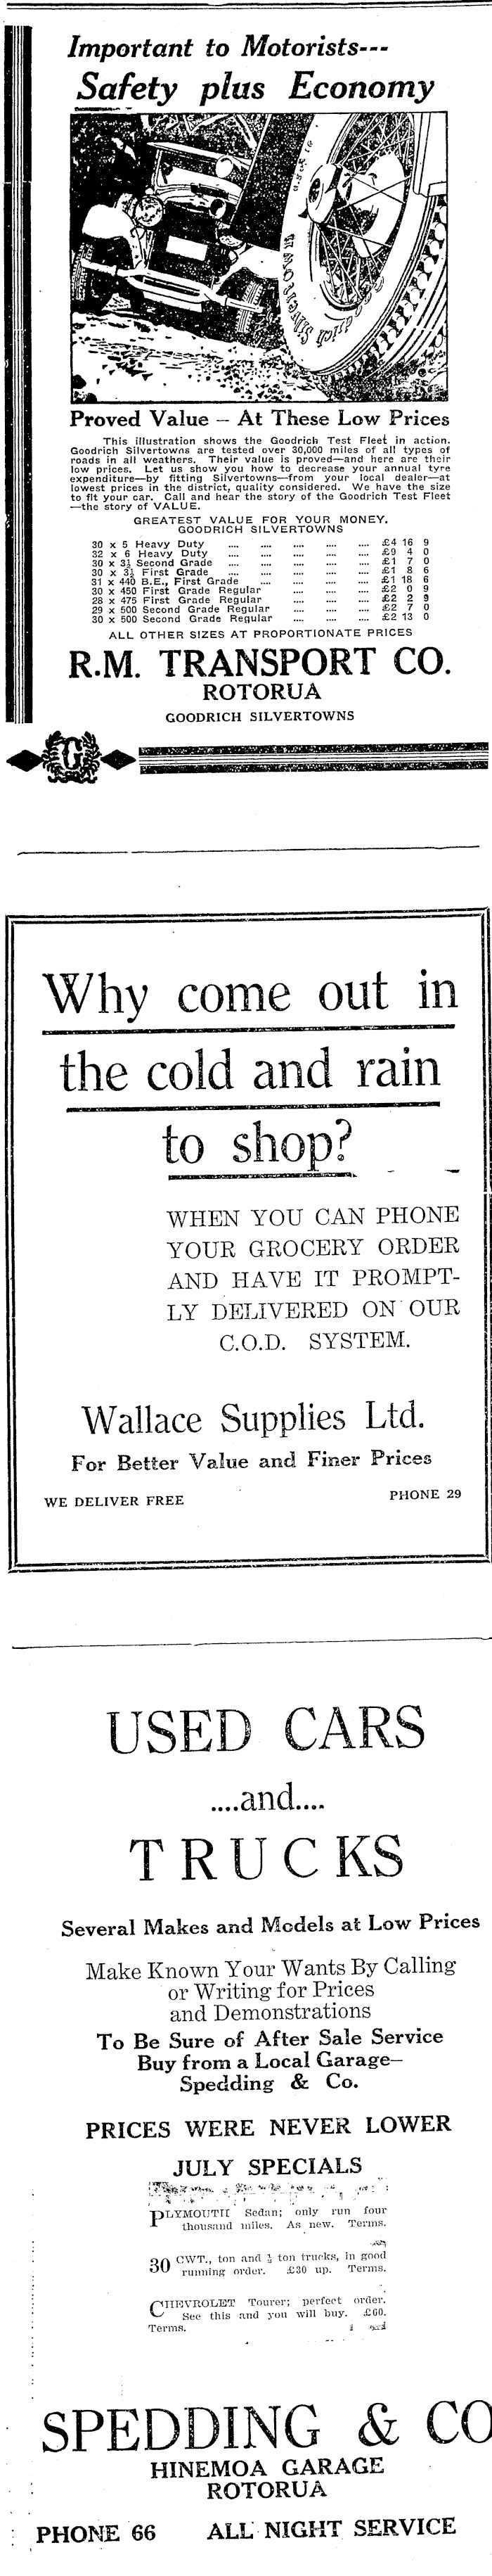 Important to Motorists---
Safety plus Economy
Goodrich Silvertown
Proved Value – At These Low Prices
This illustration shows the Goodrich Test Fleet in action.
Goodrich Silvertowns are tested over 30,000 miles of all types of
roads in all weathers. Their value is proved—and here are their
low prices. Let us show you how to decrease your annual tyre
expenditure—by fitting Silvertowns—from your local dealer—at
lowest prices in the district, quality considered. We have the size
to fit your car. Call and hear the story of the Goodrich Test Fleet
—the story of VALUE.
GREATEST VALUE FOR YOUR MONEY.
GOODRICH SILVERTOWNS
30 x 5 Heavy Duty .... .... .... .... .... £4 16 9
32 x 6 Heavy Duty .... .... .... .... .... £9 4 0
30 x 3½ Second Grade .... .... .... .... .... £1 7 0
30 x 3½ First Grade .... .... .... .... .... £1 8 6
31 x 440 B.E., First Grade .... .... .... .... £1 18 6
30 x 450 First Grade Regular .... .... .... £2 0 9
28 x 475 First Grade Regular .... .... .... £2 2 9
29 x 500 Second Grade Regular .... .... .... £2 7 0
30 x 500 Second Grade Regular .... .... .... £2 13 0
ALL OTHER SIZES AT PROPORTIONATE PRICES
R.M. TRANSPORT CO.
ROTORUA
GOODRICH SILVERTOWNS
G
Why come out in
the cold and rain
to shop?
WHEN YOU CAN PHONE
YOUR GROCERY ORDER
AND HAVE IT PROMPT-
LY DELIVERED ON OUR
C.O.D. SYSTEM.
Wallace Supplies Ltd.
For Better Value and Finer Prices
WE DELIVER FREE PHONE 29
USED CARS
....and....
TRUCKS
Several Makes and Models at Low Prices
Make Known Your Wants By Calling
or Writing for Prices
and Demonstrations
To Be Sure of After Sale Service
Buy from a Local Garage—
Spedding & Co.
PRICES WERE NEVER LOWER
JULY SPECIALS
PLYMOUTH Sedan; only run four
thousand miles. As new. Terms.
30 CWT., ton and ½ ton trucks, in good
running order. £30 up. Terms.
CHEVROLET Tourer; perfect order.
See this and you will buy. £60.
Terms.
SPEDDING & CO
HINEMOA GARAGE
ROTORUA
PHONE 66 ALL NIGHT SERVICE